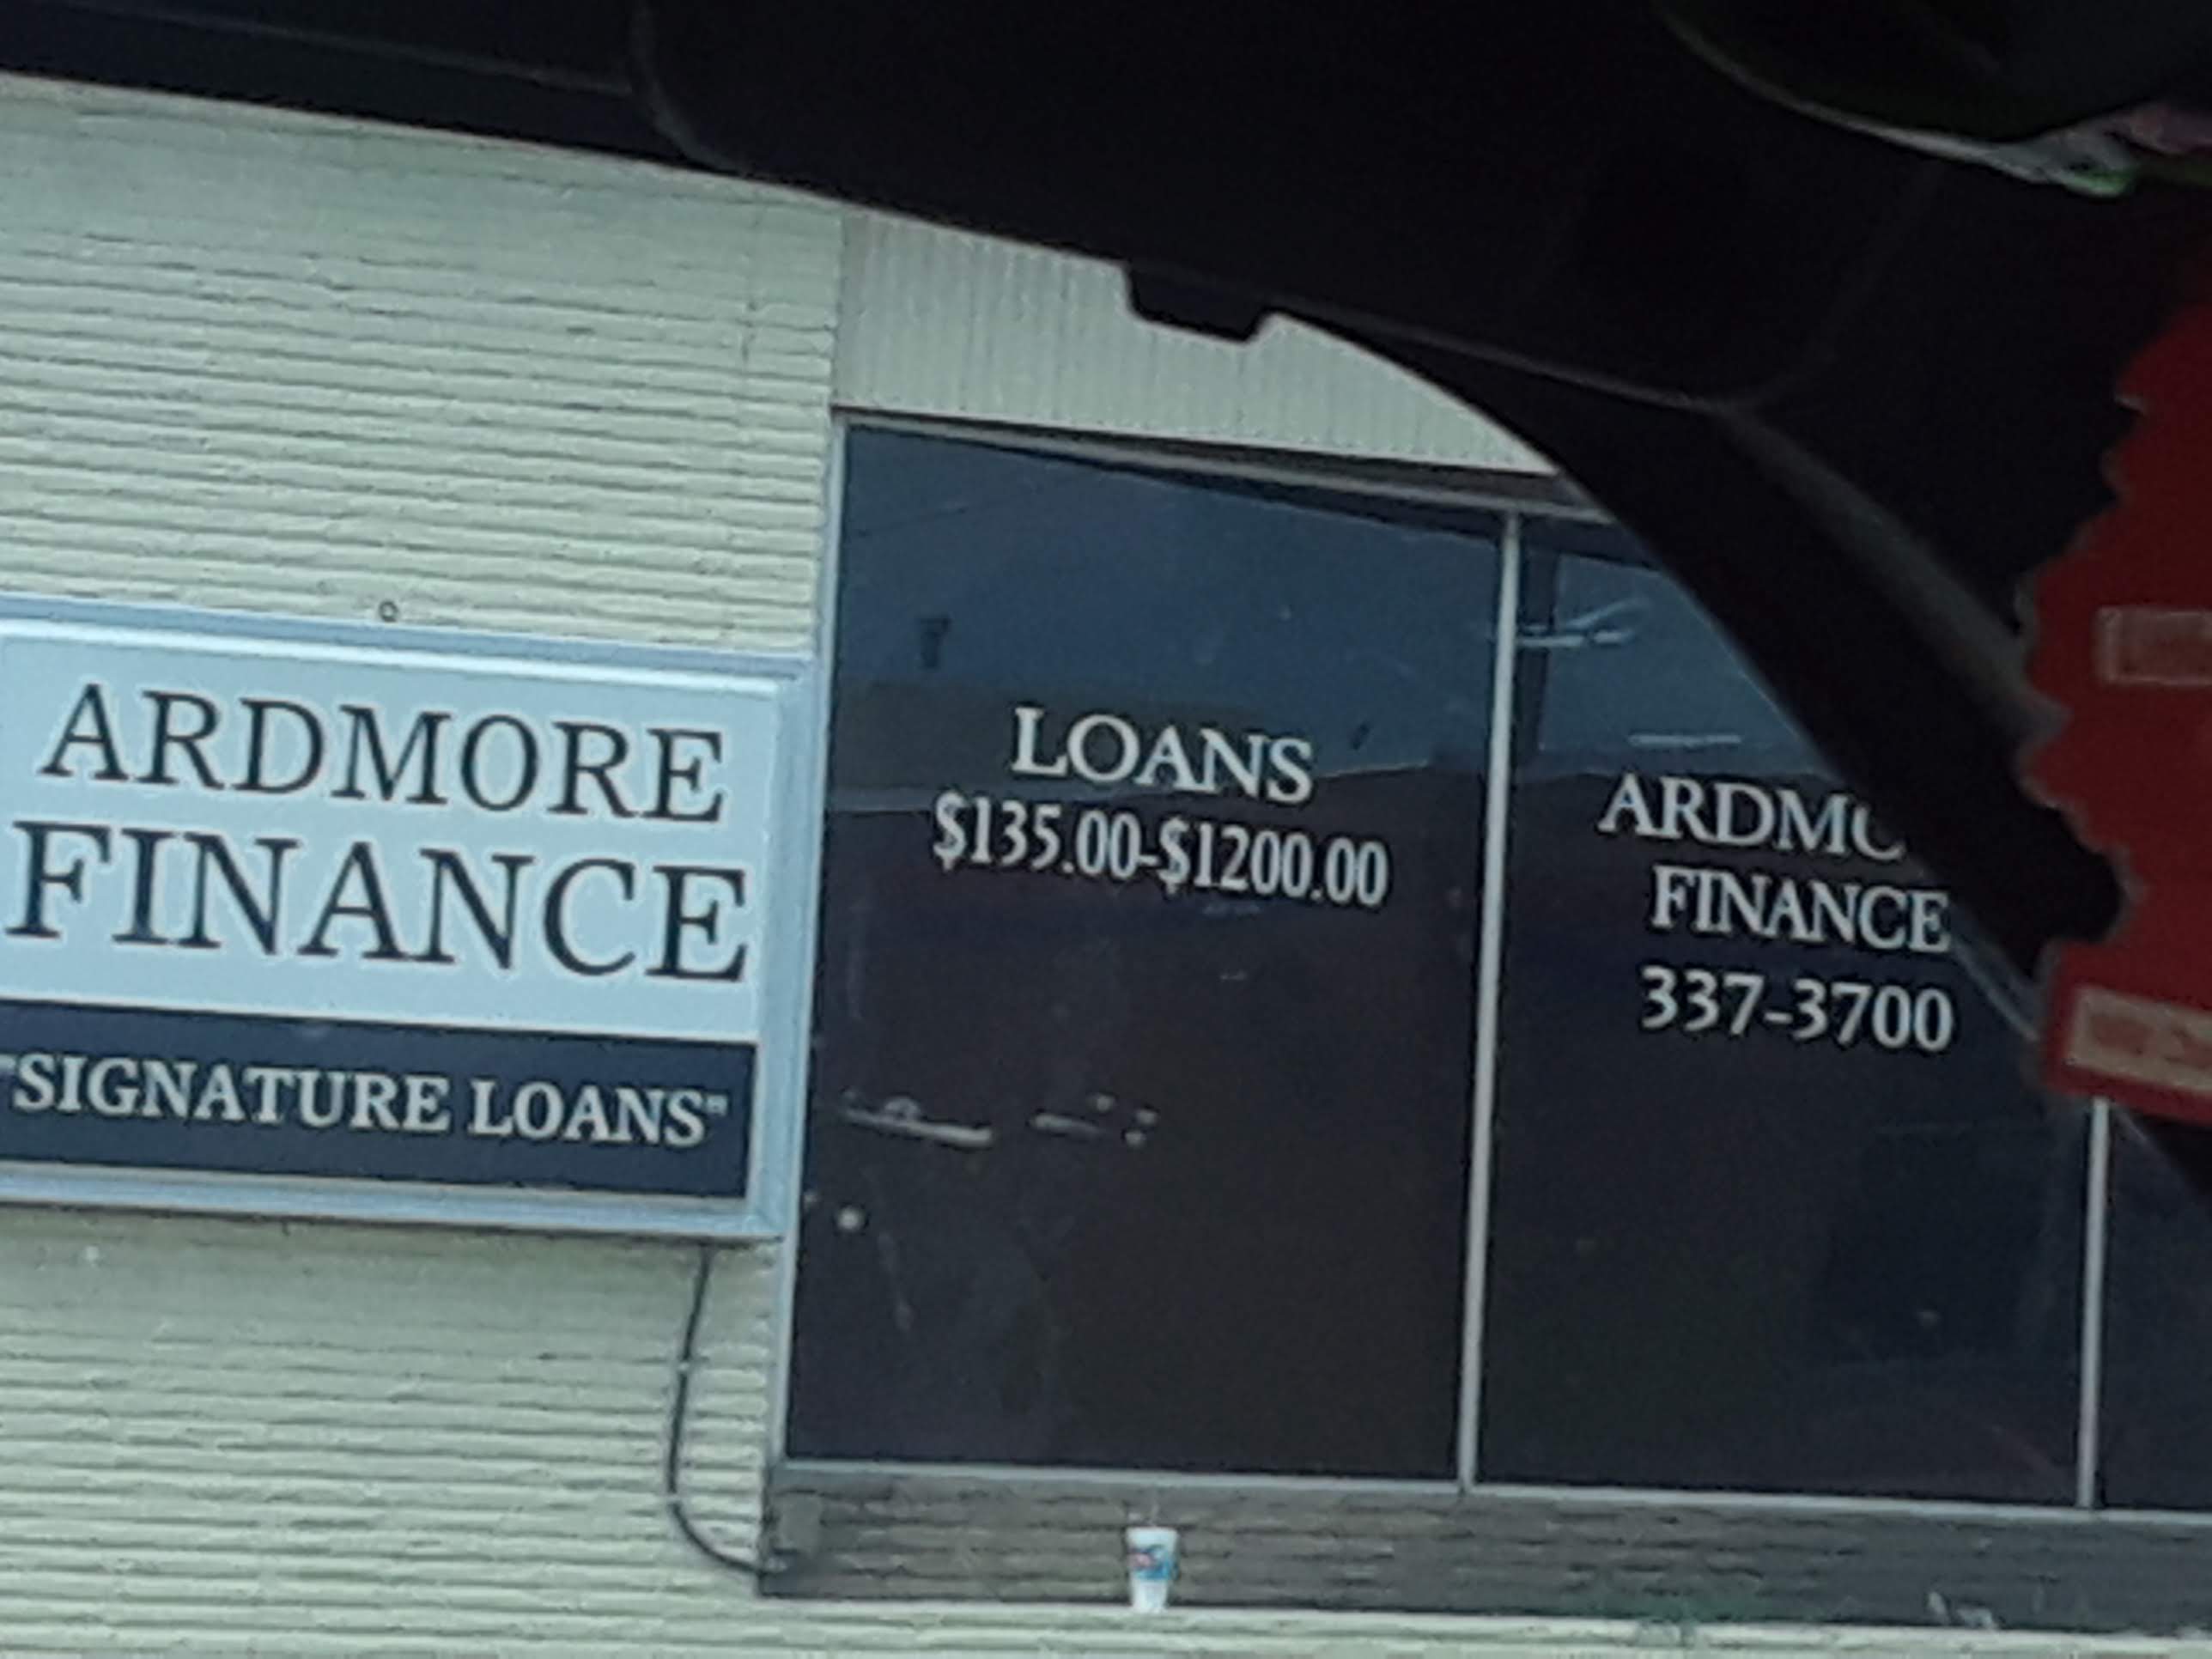 ARDMORE
FINANCE
"SIGNATURE LOANS"
LOANS
$135.00-$1200.00
FINANCE
337-3700